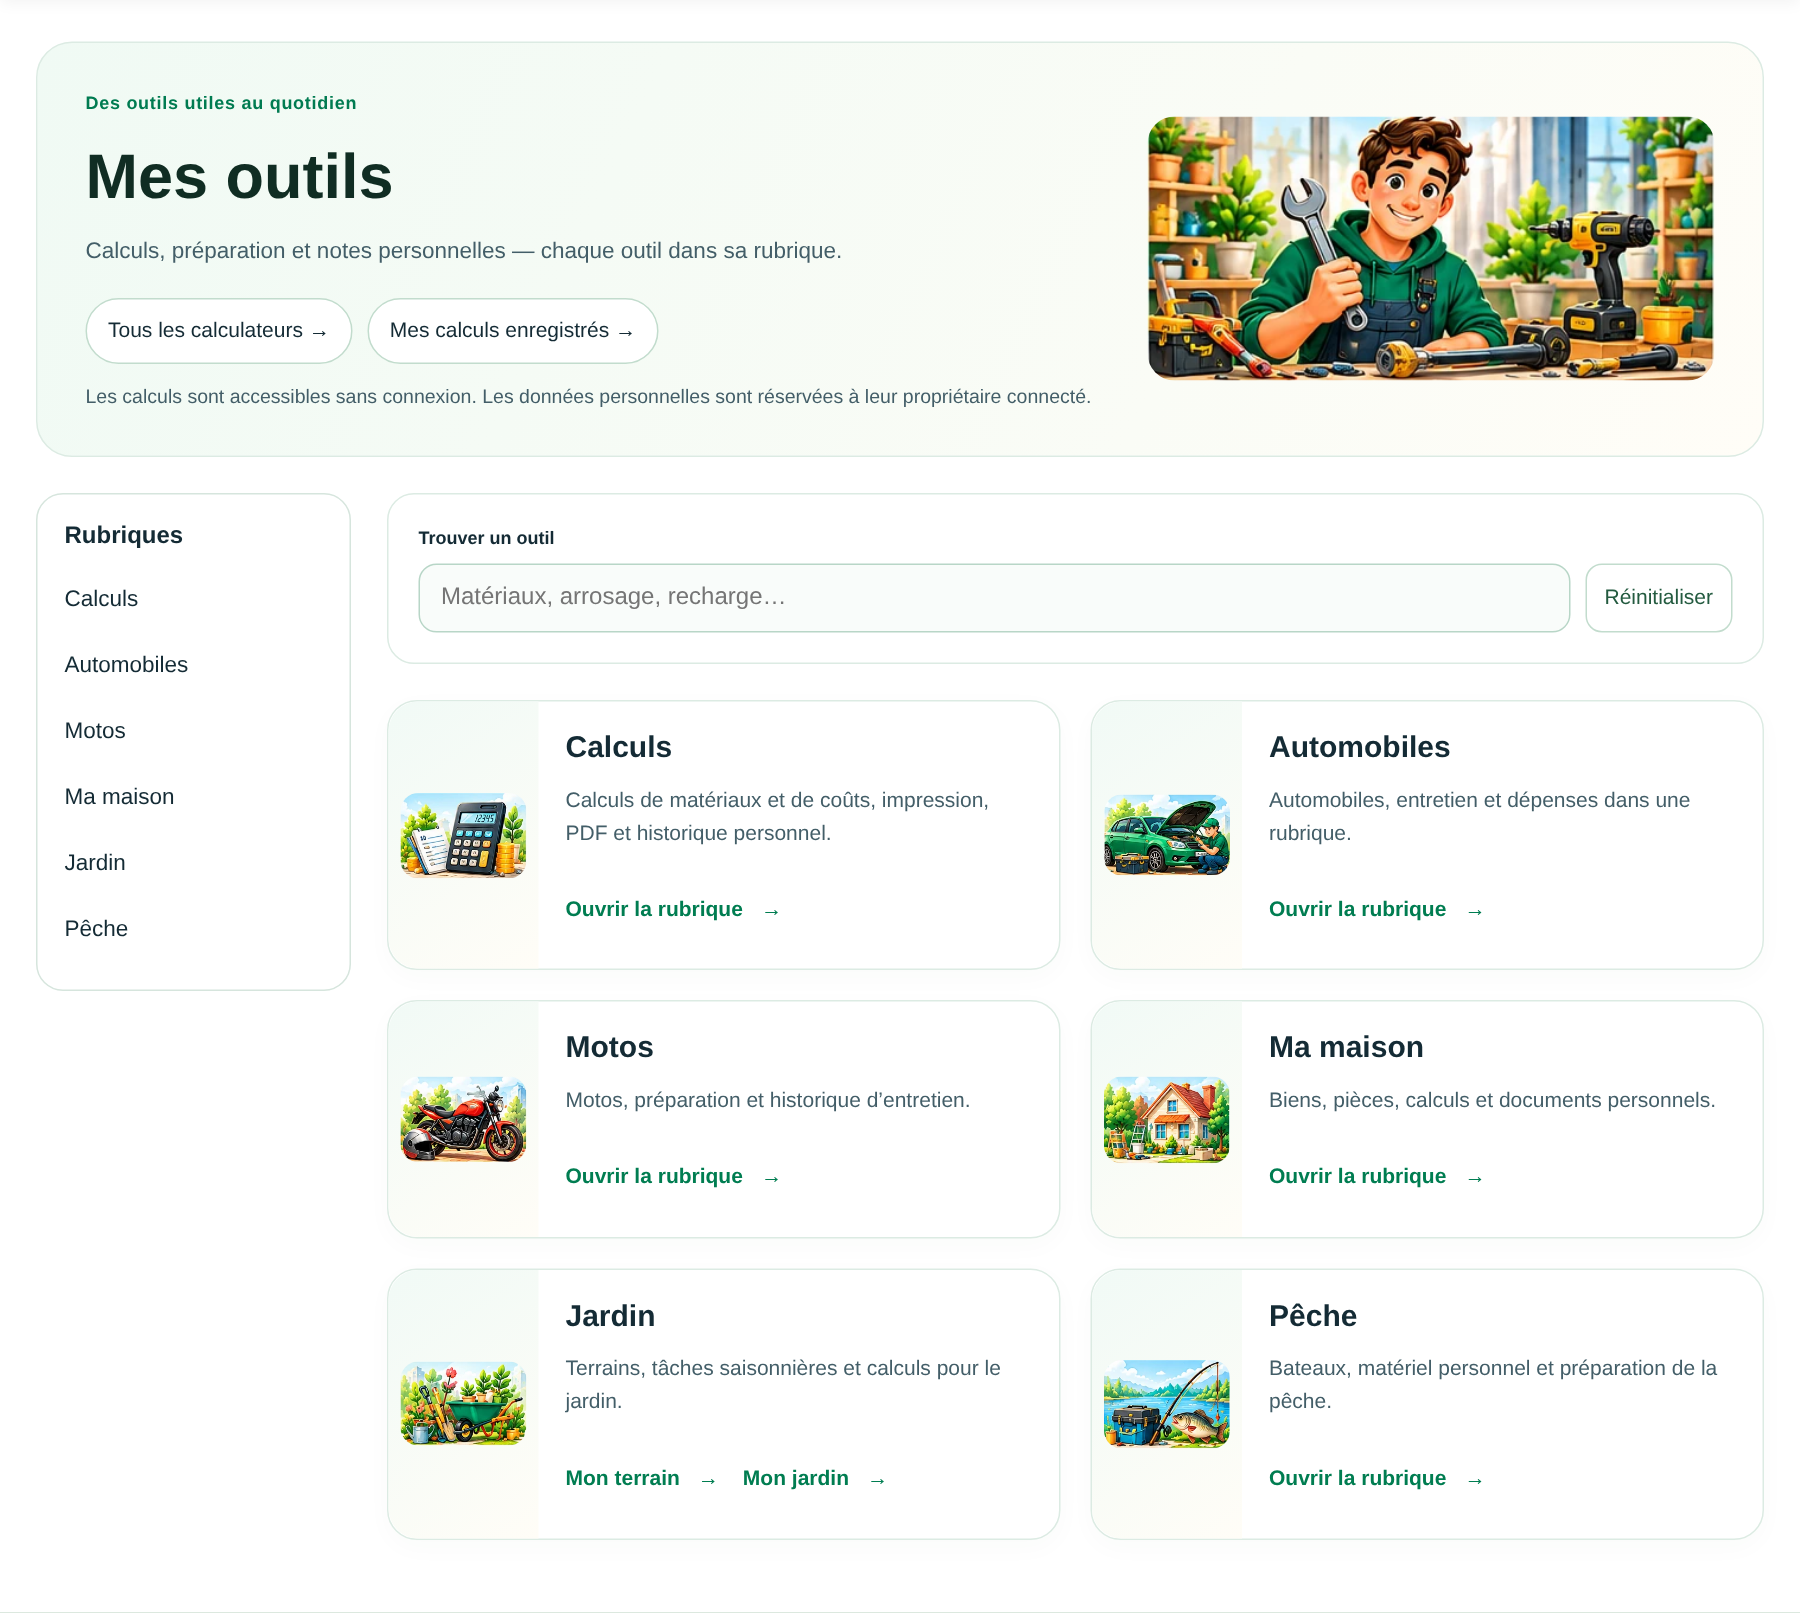 Des outils utiles au quotidien
Mes outils
Calculs, préparation et notes personnelles — chaque outil dans sa rubrique.
Tous les calculateurs →
Mes calculs enregistrés →
Les calculs sont accessibles sans connexion. Les données personnelles sont réservées à leur propriétaire connecté.
Rubriques
Calculs
Automobiles
Motos
Ma maison
Jardin
Pêche
Trouver un outil
Matériaux, arrosage, recharge…
Réinitialiser
Calculs
Calculs de matériaux et de coûts, impression,
PDF et historique personnel.
Ouvrir la rubrique →
Automobiles
Automobiles, entretien et dépenses dans une
rubrique.
Ouvrir la rubrique →
Motos
Motos, préparation et historique d’entretien.
Ouvrir la rubrique →
Ma maison
Biens, pièces, calculs et documents personnels.
Ouvrir la rubrique →
Jardin
Terrains, tâches saisonnières et calculs pour le
jardin.
Mon terrain → Mon jardin →
Pêche
Bateaux, matériel personnel et préparation de la
pêche.
Ouvrir la rubrique →